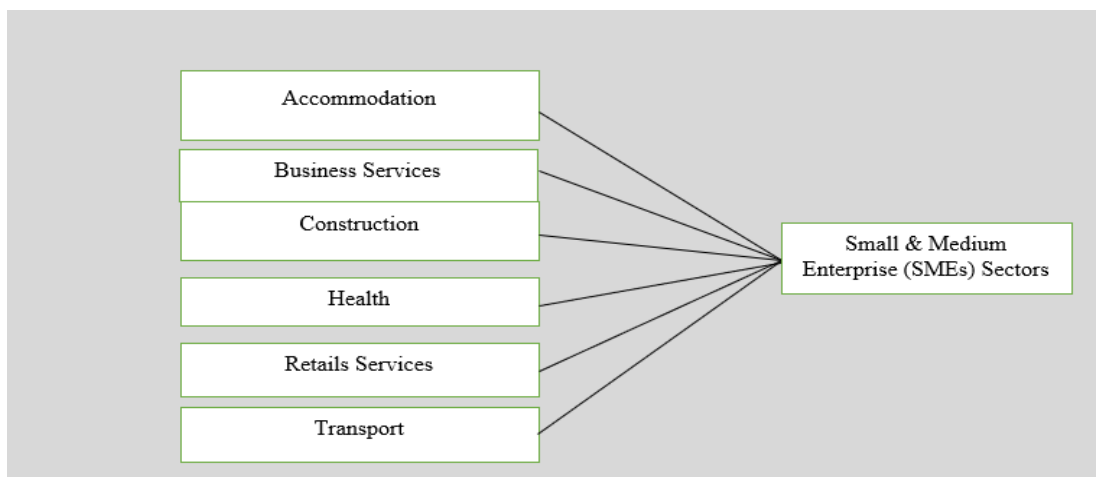 Accommodation
Business Services
Construction
Health
Retails Services
Transport
Small & Medium
Enterprise (SMEs) Sectors